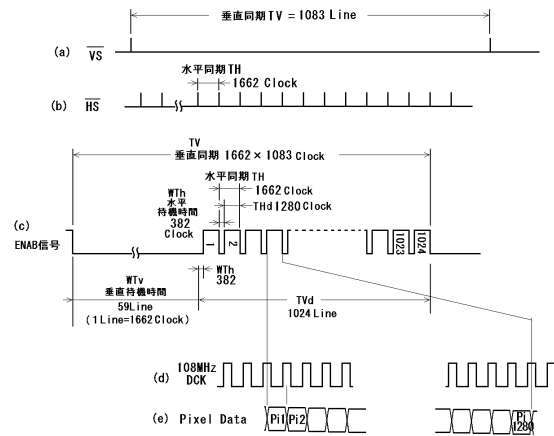 垂直同期TV=1083 Line
(a) VS
水平同期TH
1662 Clock
(b) HS
TV
垂直同期 1662×1083 Clock
水平同期TH
1662 Clock
THd 1280 Clock
WTh
水平
待機時間
382
Clock
(c)
ENAB信号
1
2
1023
1024
WTh
382
WTv
垂直待機時間
59Line
(1Line=1662Clock)
TVd
1024 Line
(d) 108MHz
DCK
(e) Pixel Data
Pi1 Pi2
Pi
1280